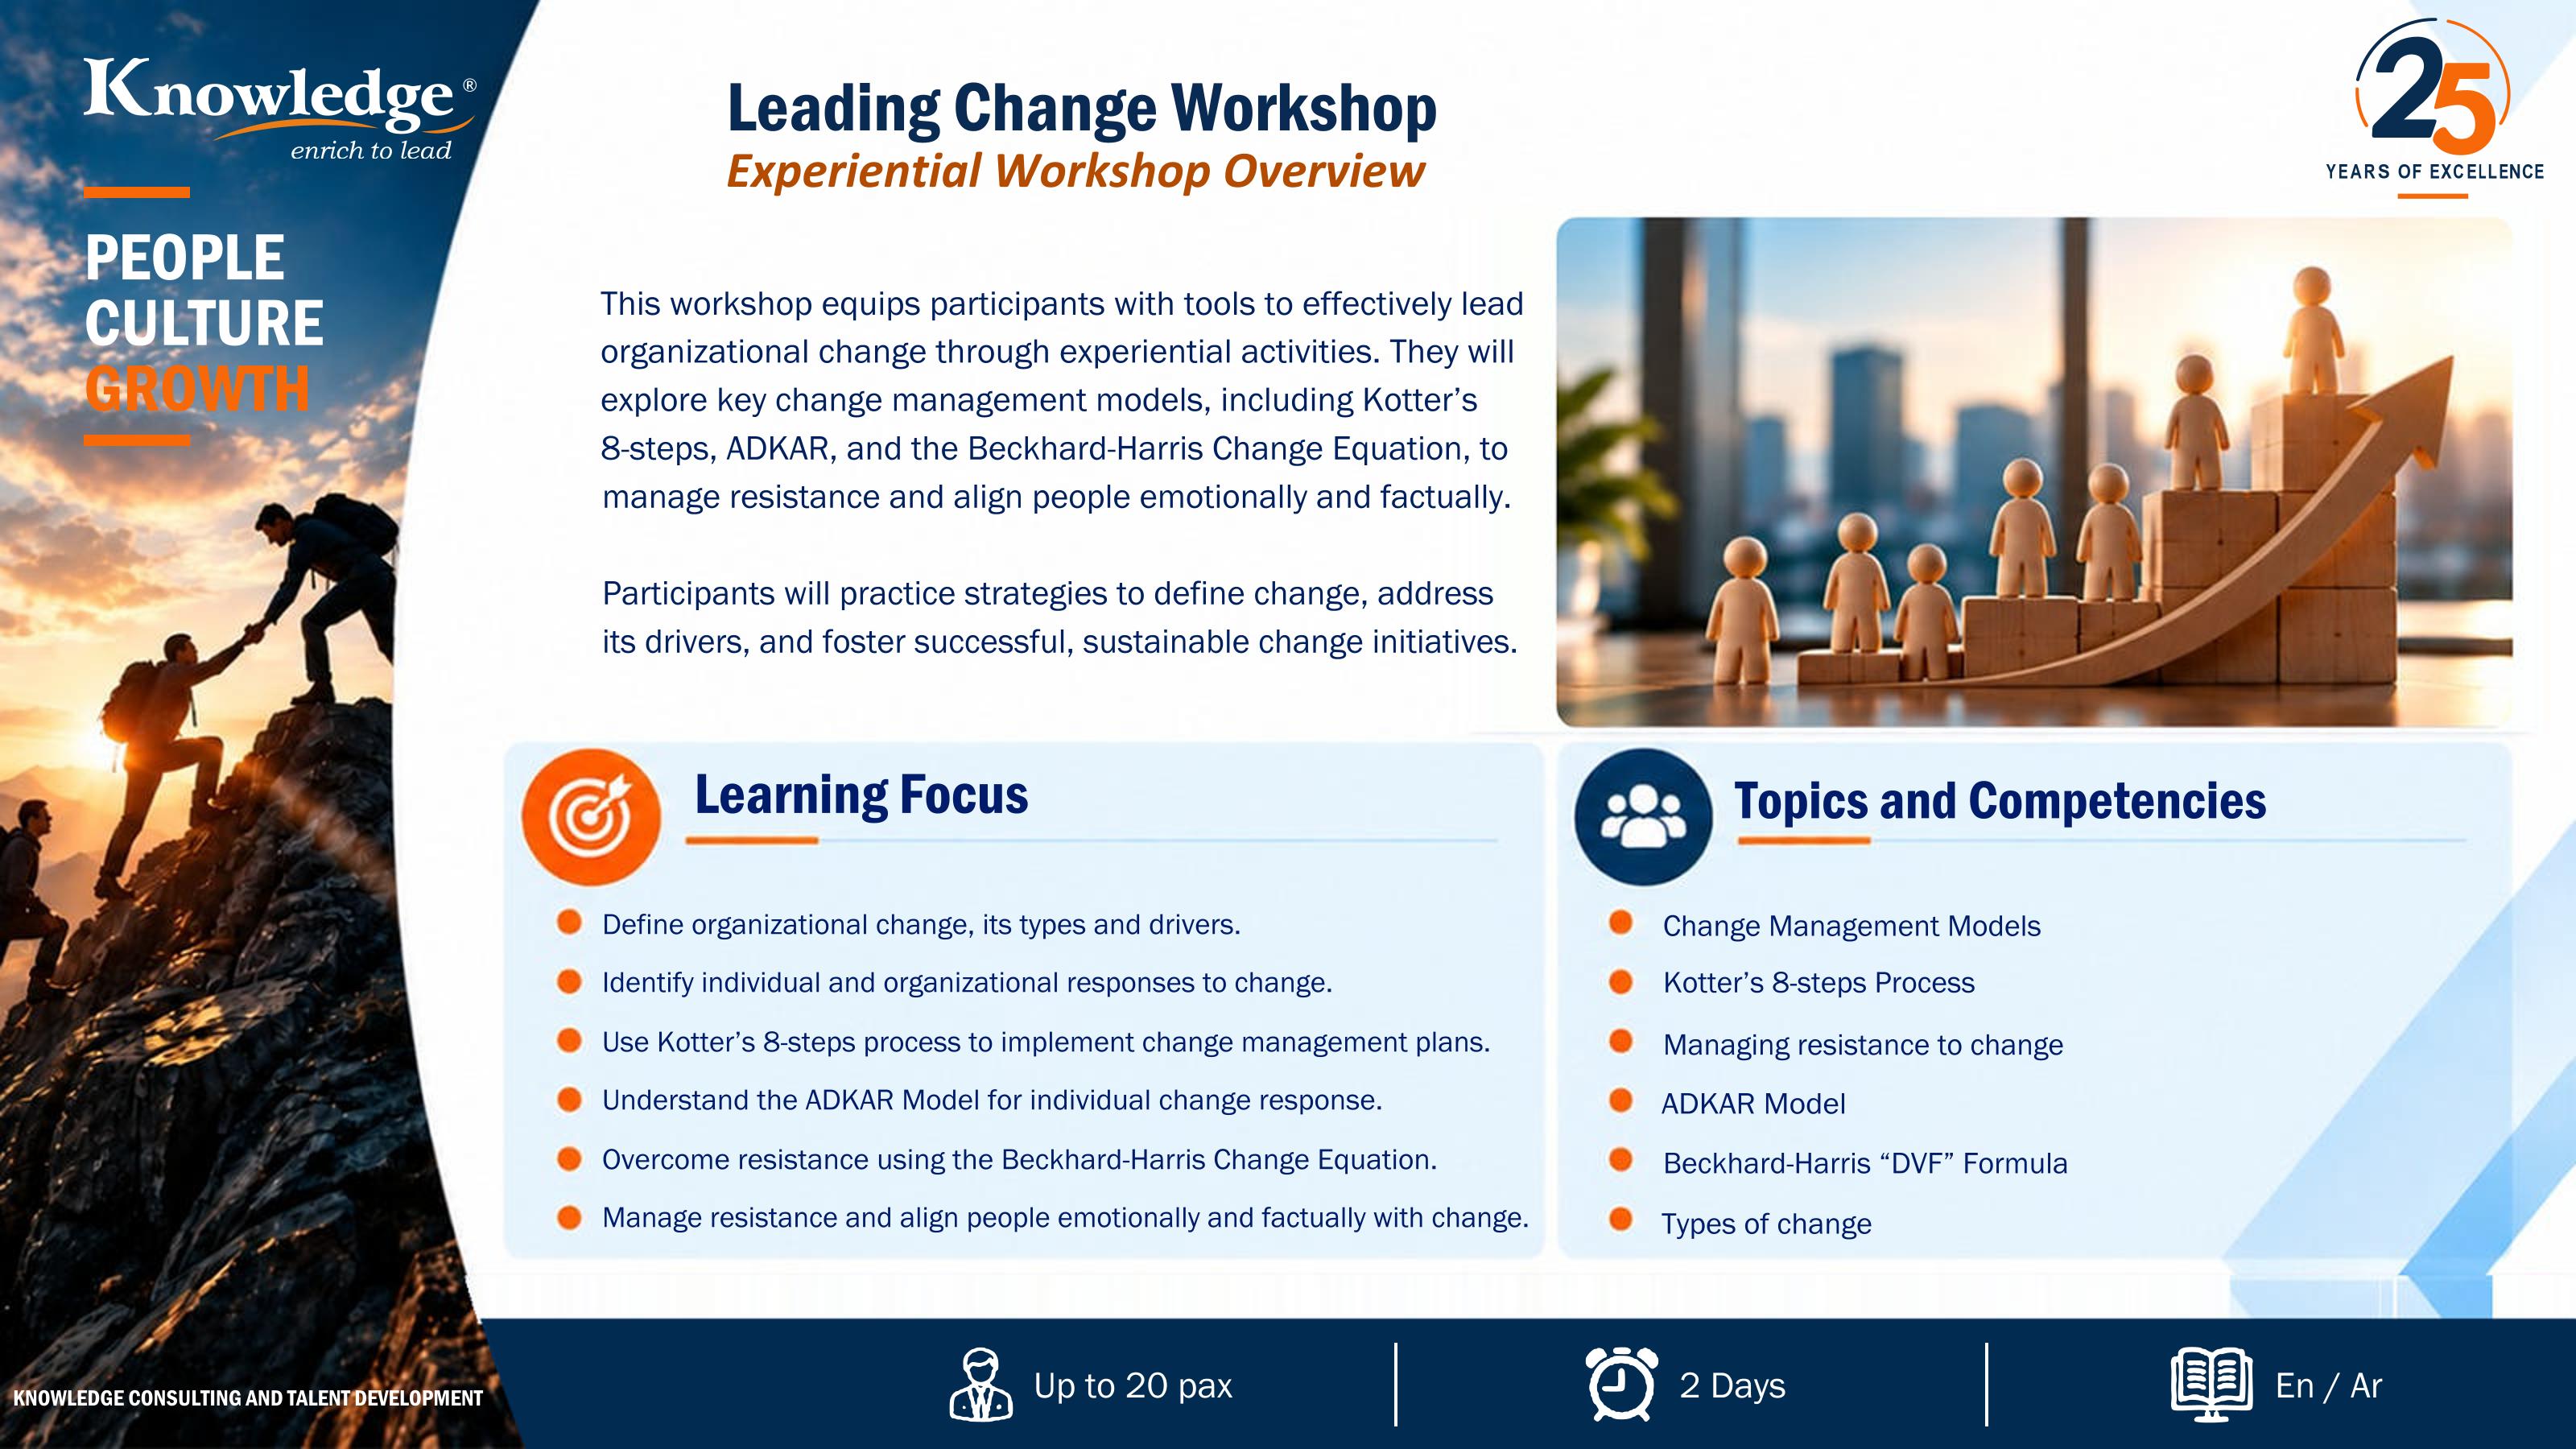 Knowledge®
enrich to lead
PEOPLE
CULTURE
GROWTH
Leading Change Workshop
Experiential Workshop Overview
25
YEARS OF EXCELLENCE
This workshop equips participants with tools to effectively lead
organizational change through experiential activities. They will
explore key change management models, including Kotter’s
8-steps, ADKAR, and the Beckhard-Harris Change Equation, to
manage resistance and align people emotionally and factually.
Participants will practice strategies to define change, address
its drivers, and foster successful, sustainable change initiatives.
Learning Focus
Define organizational change, its types and drivers.
Identify individual and organizational responses to change.
Use Kotter’s 8-steps process to implement change management plans.
Understand the ADKAR Model for individual change response.
Overcome resistance using the Beckhard-Harris Change Equation.
Manage resistance and align people emotionally and factually with change.
Topics and Competencies
Change Management Models
Kotter’s 8-steps Process
Managing resistance to change
ADKAR Model
Beckhard-Harris “DVF” Formula
Types of change
KNOWLEDGE CONSULTING AND TALENT DEVELOPMENT
Up to 20 pax
2 Days
En / Ar